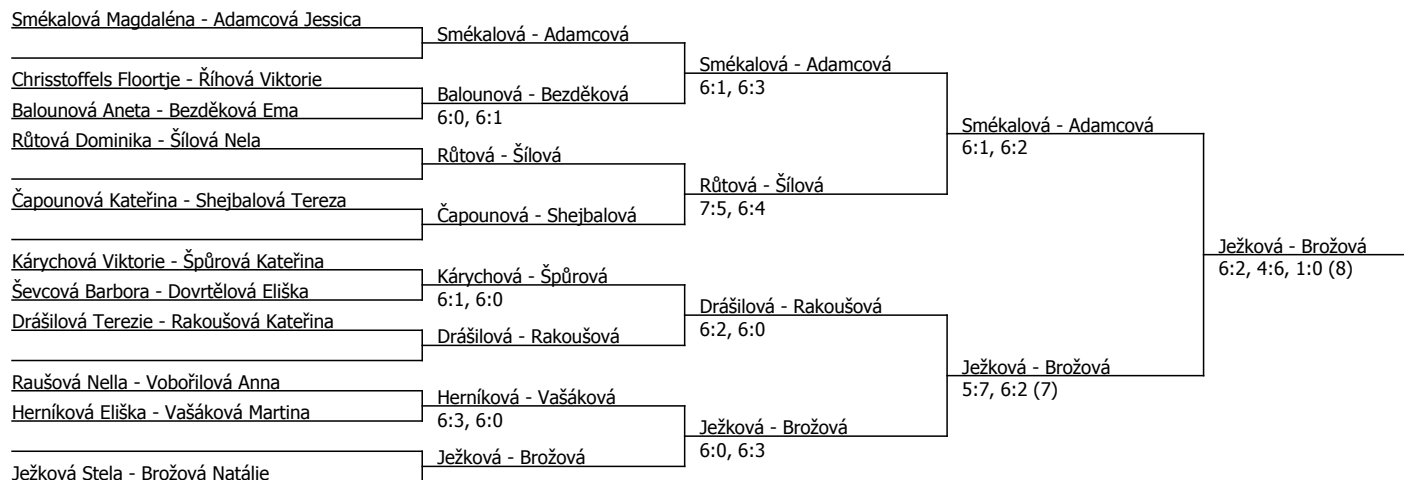 Smékalová Magdaléna - Adamcová Jessica
Chrisstoffels Floortje - Říhová Viktorie
Balounová Aneta - Bezděková Ema
Růtová Dominika - Šílová Nela
Čapounová Kateřina - Shejbalová Tereza
Kárychová Viktorie - Špůrová Kateřina
Ševcová Barbora - Dovrtělová Eliška
Drášilová Terezie - Rakoušová Kateřina
Raušová Nella - Vobořilová Anna
Herníková Eliška - Vašáková Martina
Ježková Stela - Brožová Natálie
Smékalová - Adamcová
Balounová - Bezděková
6:0, 6:1
Růtová - Šílová
Čapounová - Shejbalová
Kárychová - Špůrová
6:1, 6:0
Drášilová - Rakoušová
Herníková - Vašáková
6:3, 6:0
Ježková - Brožová
Smékalová - Adamcová
6:1, 6:3
Růtová - Šílová
7:5, 6:4
Drášilová - Rakoušová
6:2, 6:0
Ježková - Brožová
6:0, 6:3
Smékalová - Adamcová
6:1, 6:2
Ježková - Brožová
5:7, 6:2 (7)
Ježková - Brožová
6:2, 4:6, 1:0 (8)